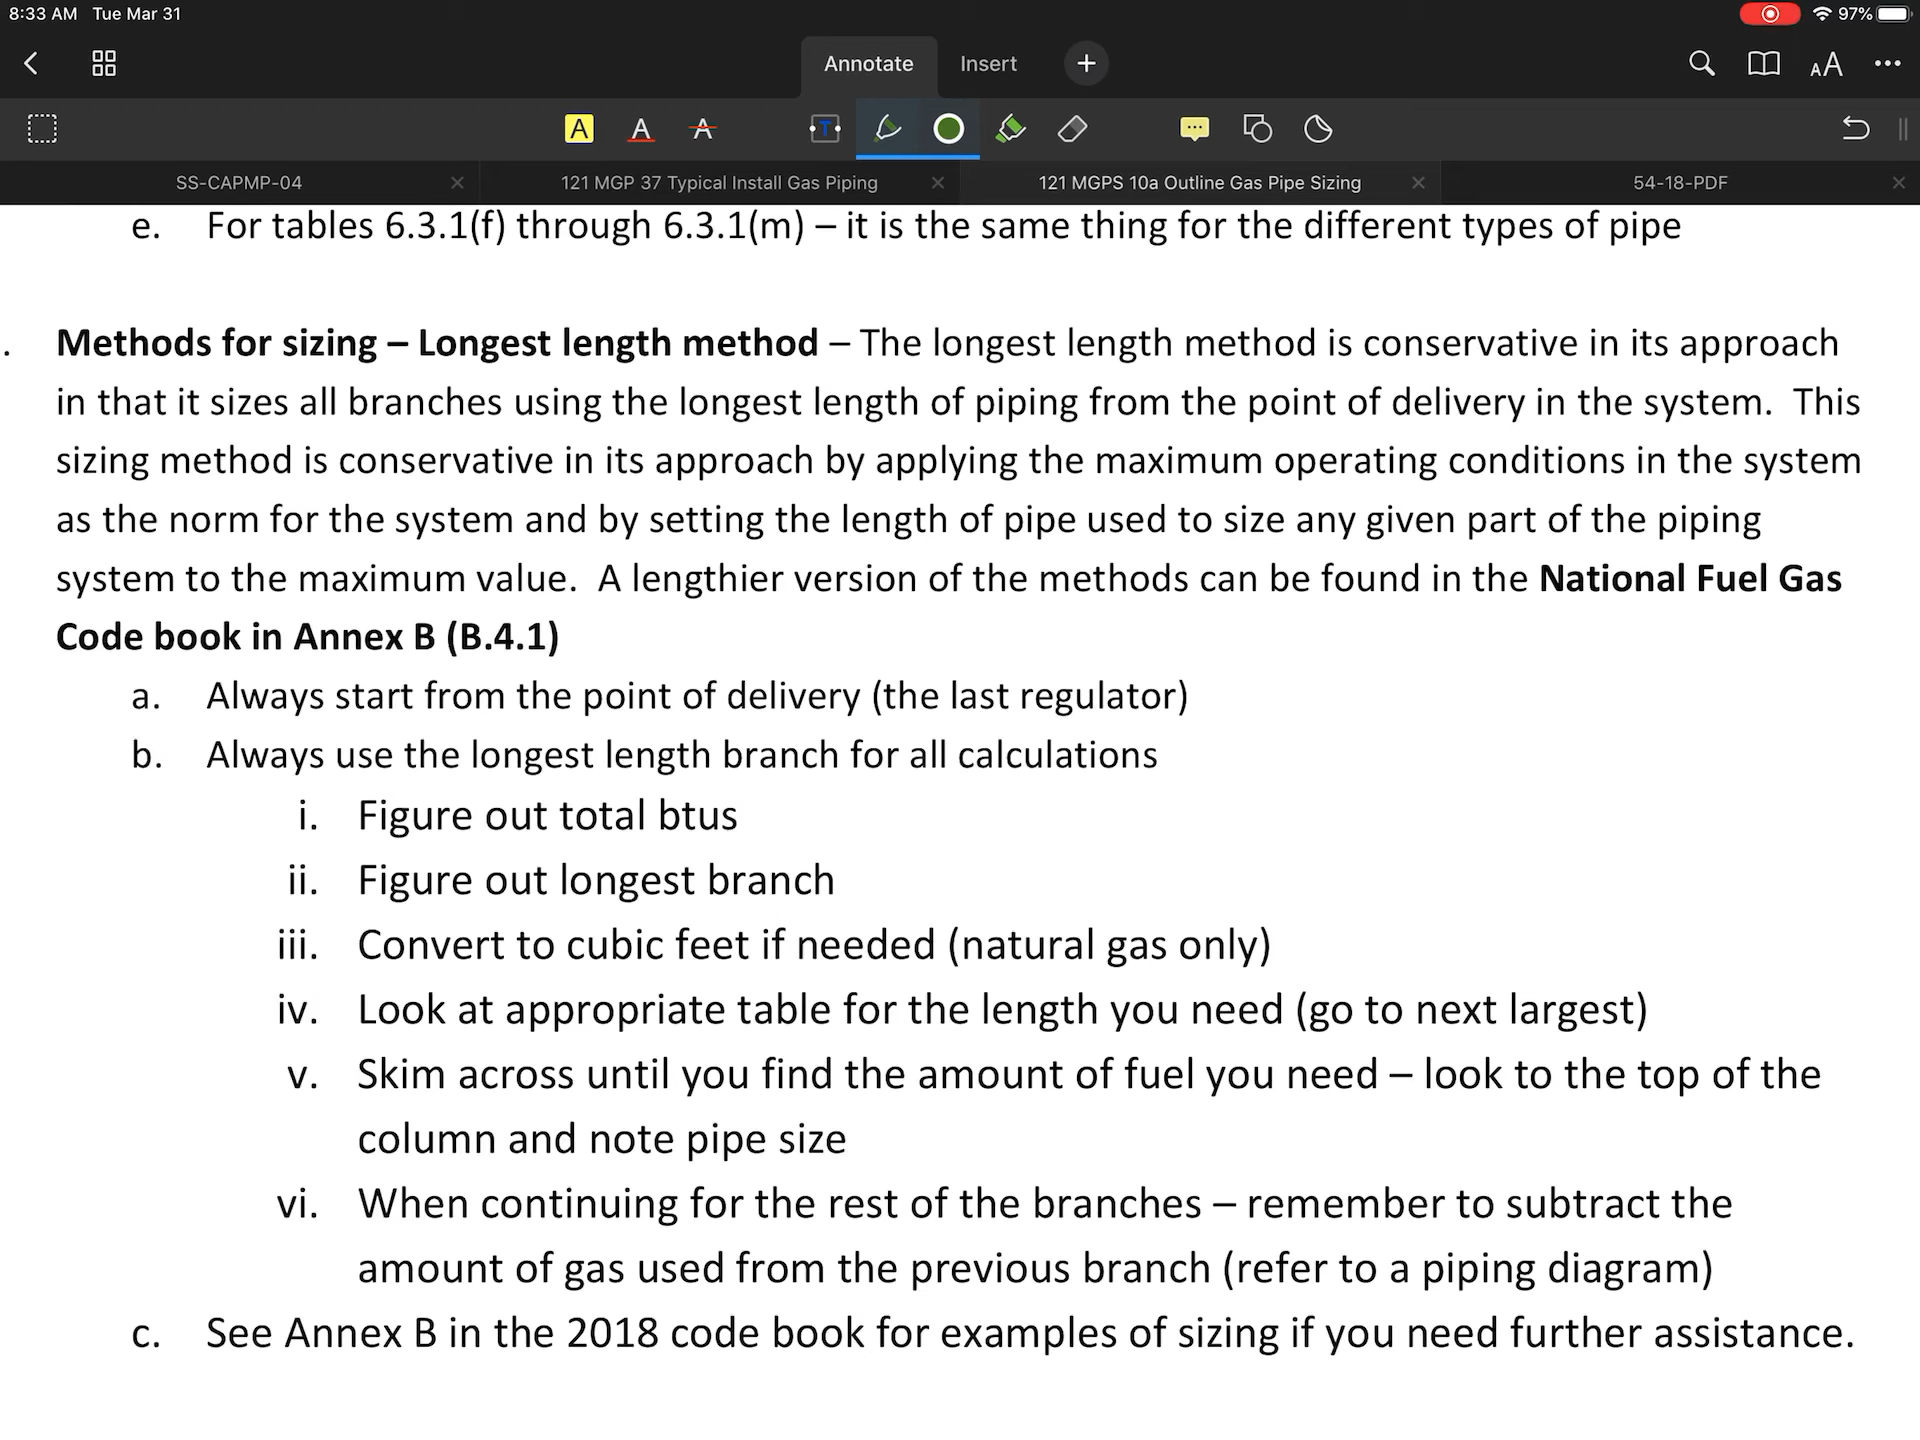 8:33 AM Tue Mar 31
97%
Annotate Insert +
AA
A A A T
SS-CAPMP-04 × 121 MGP 37 Typical Install Gas Piping × 121 MGPS 10a Outline Gas Pipe Sizing × 54-18-PDF ×
e. For tables 6.3.1(f) through 6.3.1(m) – it is the same thing for the different types of pipe
. Methods for sizing – Longest length method – The longest length method is conservative in its approach
in that it sizes all branches using the longest length of piping from the point of delivery in the system. This
sizing method is conservative in its approach by applying the maximum operating conditions in the system
as the norm for the system and by setting the length of pipe used to size any given part of the piping
system to the maximum value. A lengthier version of the methods can be found in the National Fuel Gas
Code book in Annex B (B.4.1)
a. Always start from the point of delivery (the last regulator)
b. Always use the longest length branch for all calculations
i. Figure out total btus
ii. Figure out longest branch
iii. Convert to cubic feet if needed (natural gas only)
iv. Look at appropriate table for the length you need (go to next largest)
v. Skim across until you find the amount of fuel you need – look to the top of the
column and note pipe size
vi. When continuing for the rest of the branches – remember to subtract the
amount of gas used from the previous branch (refer to a piping diagram)
c. See Annex B in the 2018 code book for examples of sizing if you need further assistance.